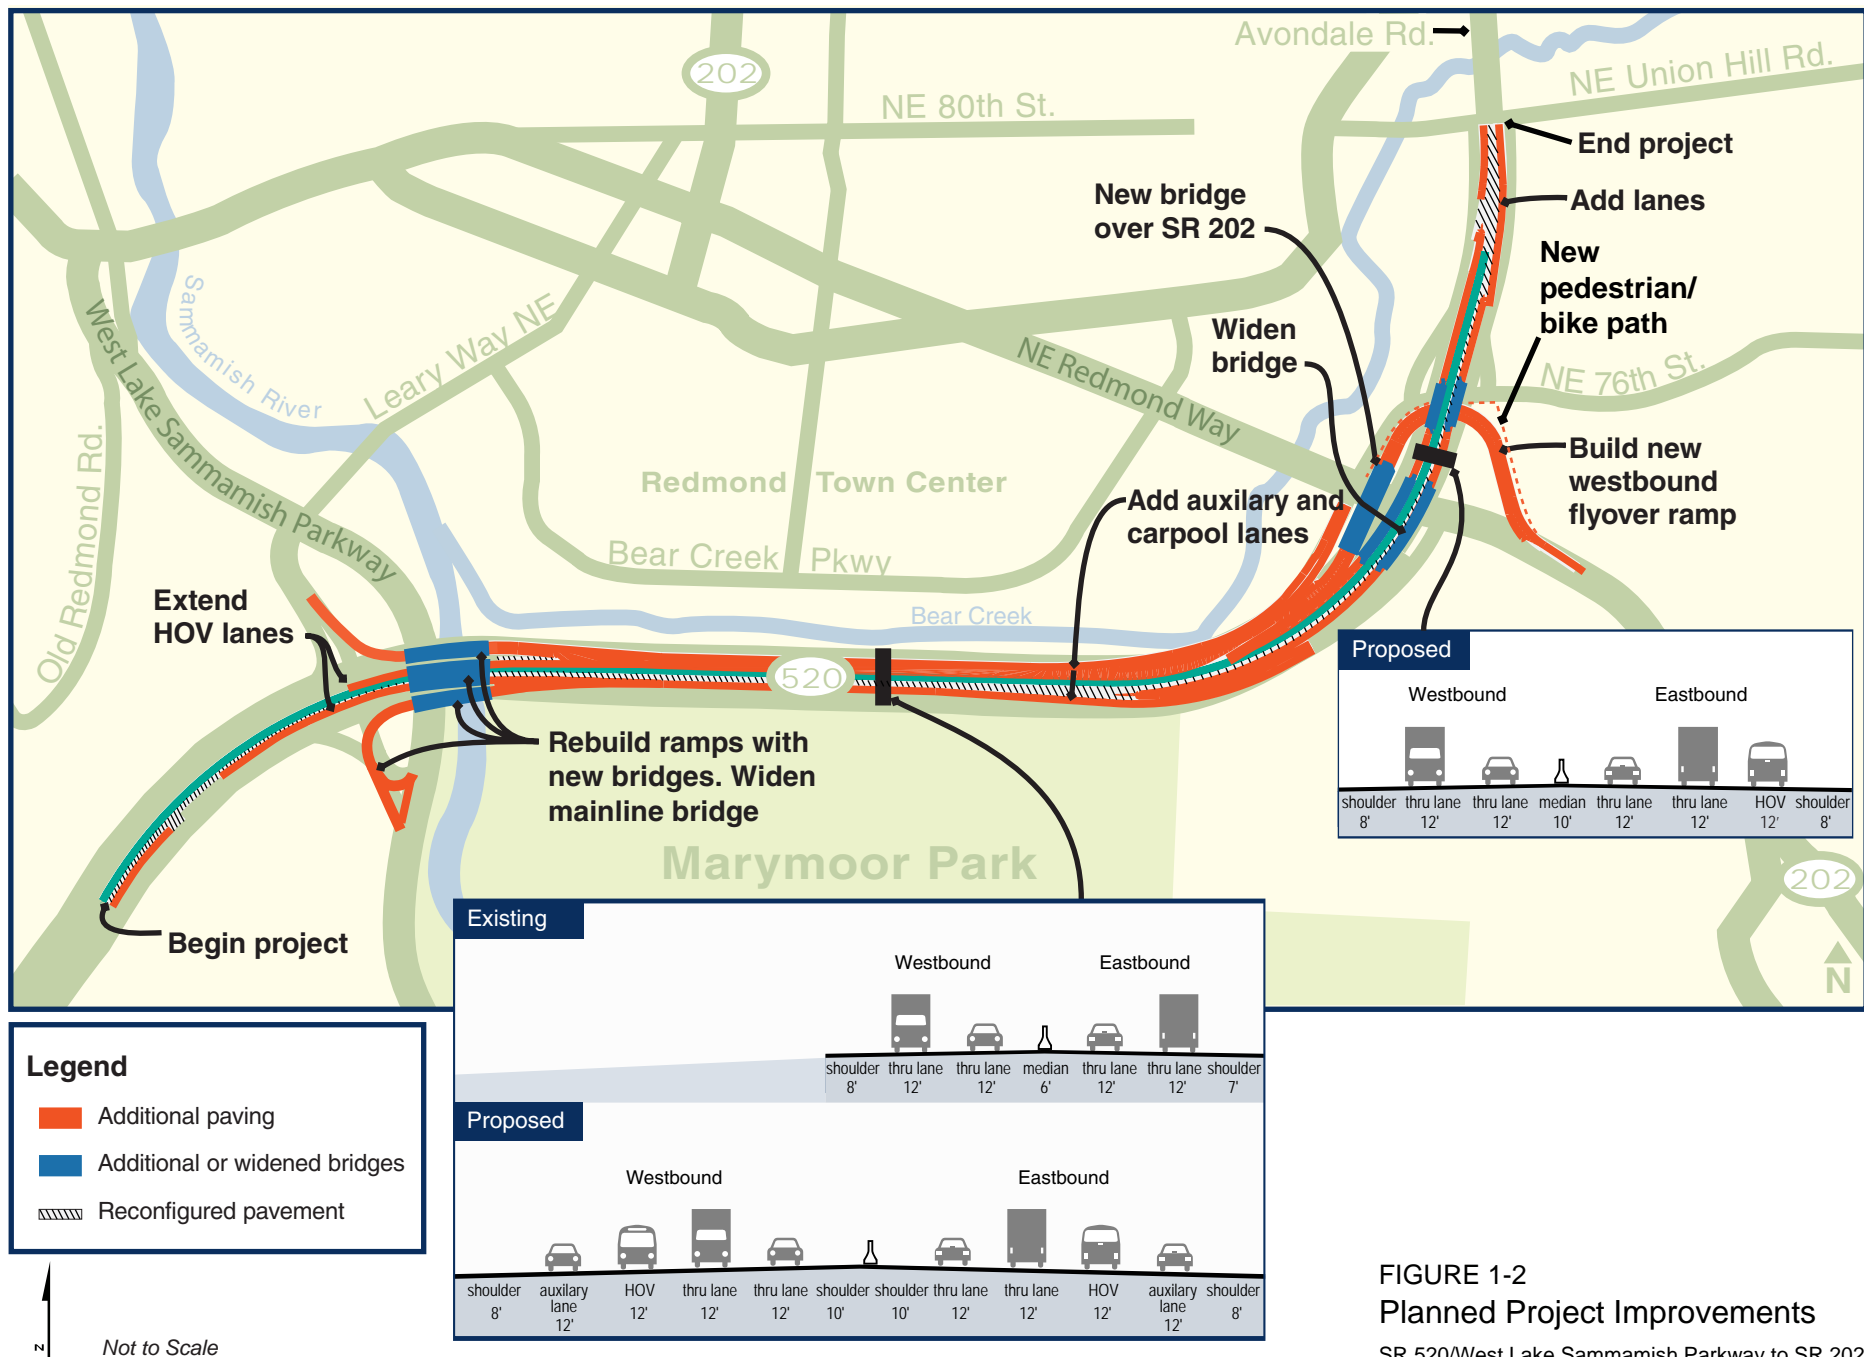 Avondale Rd.
202
NE Union Hill Rd.
NE 80th St.
End project
New bridge
over SR 202
Add lanes
New
pedestrian/
bike path
Sammamish River
West Lake Sammamish Parkway
Leary Way NE
Widen
bridge
NE Redmond Way
NE 76th St.
Old Redmond Rd.
Redmond Town Center
Build new
westbound
flyover ramp
Add auxilary and
carpool lanes
Bear Creek Pkwy
Bear Creek
Extend
HOV lanes
520
Rebuild ramps with
new bridges. Widen
mainline bridge
Marymoor Park
Begin project
202
N
Proposed
Westbound Eastbound
shoulder thru lane thru lane median thru lane thru lane HOV shoulder
8' 12' 12' 10' 12' 12' 12' 8'
Existing
Westbound Eastbound
shoulder thru lane thru lane median thru lane thru lane shoulder
8' 12' 12' 6' 12' 12' 7'
Proposed
Westbound Eastbound
shoulder auxilary HOV thru lane thru lane shoulder shoulder thru lane thru lane HOV auxilary shoulder
lane lane
8' 12' 12' 12' 12' 10' 10' 12' 12' 12' 12' 8'
Legend
Additional paving
Additional or widened bridges
Reconfigured pavement
N
Not to Scale
FIGURE 1-2
Planned Project Improvements
SR 520/West Lake Sammamish Parkway to SR 202